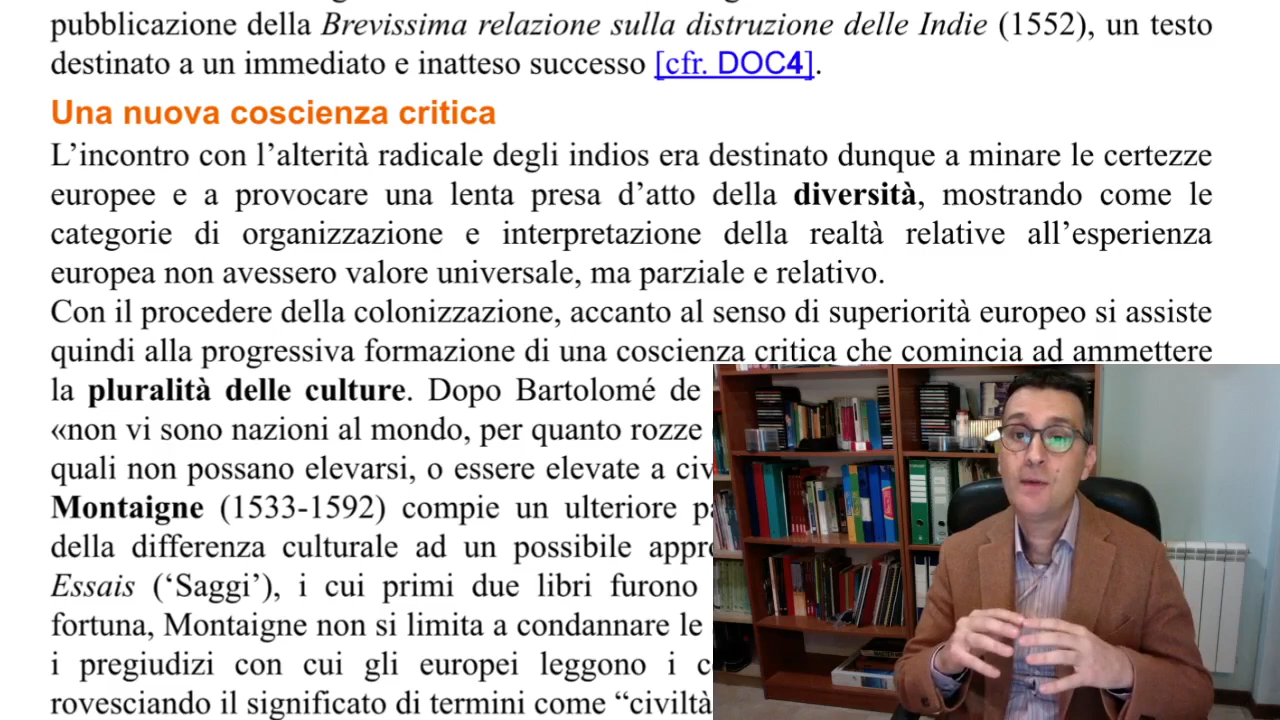 pubblicazione della Brevissima relazione sulla distruzione delle Indie (1552), un testo
destinato a un immediato e inatteso successo [cfr. DOC4].
Una nuova coscienza critica
L’incontro con l’alterità radicale degli indios era destinato dunque a minare le certezze
europee e a provocare una lenta presa d’atto della diversità, mostrando come le
categorie di organizzazione e interpretazione della realtà relative all’esperienza
europea non avessero valore universale, ma parziale e relativo.
Con il procedere della colonizzazione, accanto al senso di superiorità europeo si assiste
quindi alla progressiva formazione di una coscienza critica che comincia ad ammettere
la pluralità delle culture. Dopo Bartolomé de
«non vi sono nazioni al mondo, per quanto rozze
quali non possano elevarsi, o essere elevate a
Montaigne (1533-1592) compie un ulteriore
della differenza culturale ad un possibile
Essais (‘Saggi’), i cui primi due libri furono
fortuna, Montaigne non si limita a condannare le
i pregiudizi con cui gli europei leggono i
rovesciando il significato di termini come “civiltà